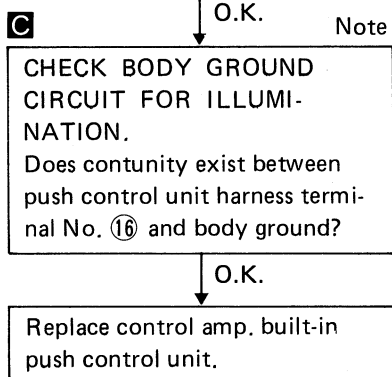 O.K.
C
Note
CHECK BODY GROUND
CIRCUIT FOR ILLUMI-
NATION.
Does contunity exist between
push control unit harness termi-
nal No. ⑯ and body ground?
O.K.
Replace control amp. built-in
push control unit.